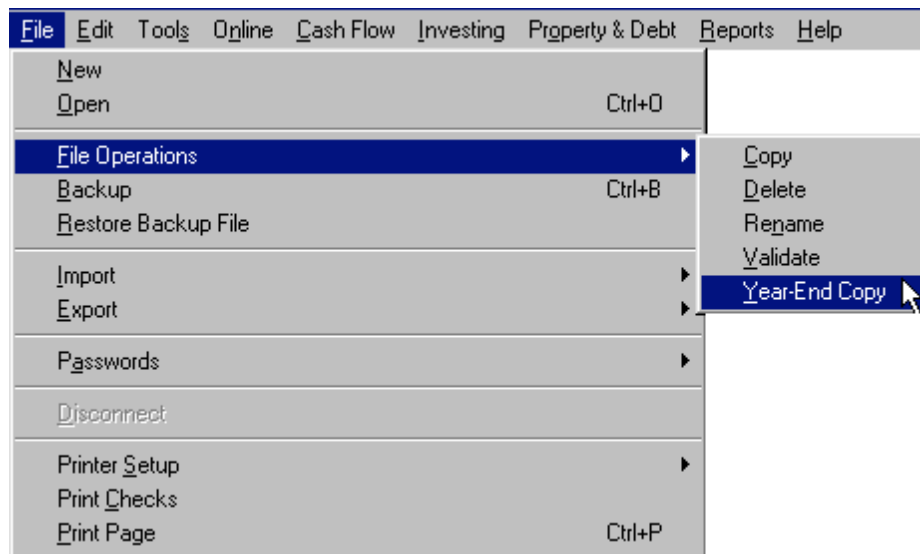 File Edit Tools Online Cash Flow Investing Property & Debt Reports Help
New
Open Ctrl+O
File Operations
Backup Ctrl+B
Restore Backup File
Import
Export
Passwords
Disconnect
Printer Setup
Print Checks
Print Page Ctrl+P
Copy
Delete
Rename
Validate
Year-End Copy